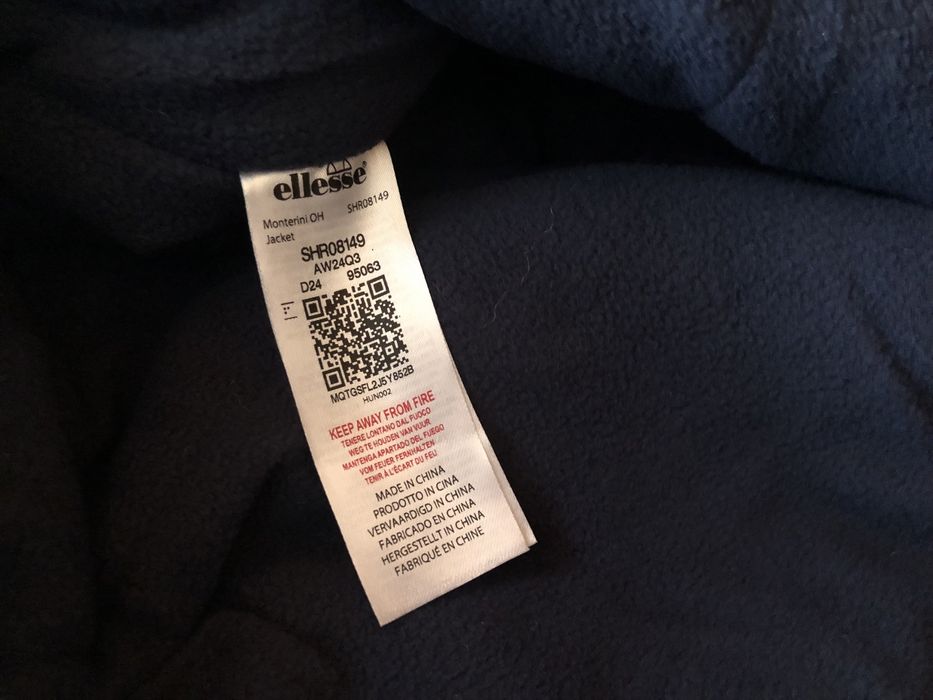 ellesse®
Monterini OH SHR08149
Jacket
SHR08149
AW24Q3
D24 95063
MQTGSFL2J5Y852B
HUN002
KEEP AWAY FROM FIRE
TENERE LONTANO DAL FUOCO
WEG TE HOUDEN VAN VUUR
MANTENGA APARTADO DEL FUEGO
VOM FEUER FERNHALTEN
TENIR À L'ÉCART DU FEU
MADE IN CHINA
PRODOTTO IN CINA
VERVAARDIGD IN CHINA
FABRICADO EN CHINA
HERGESTELLT IN CHINA
FABRIQUÉ EN CHINE